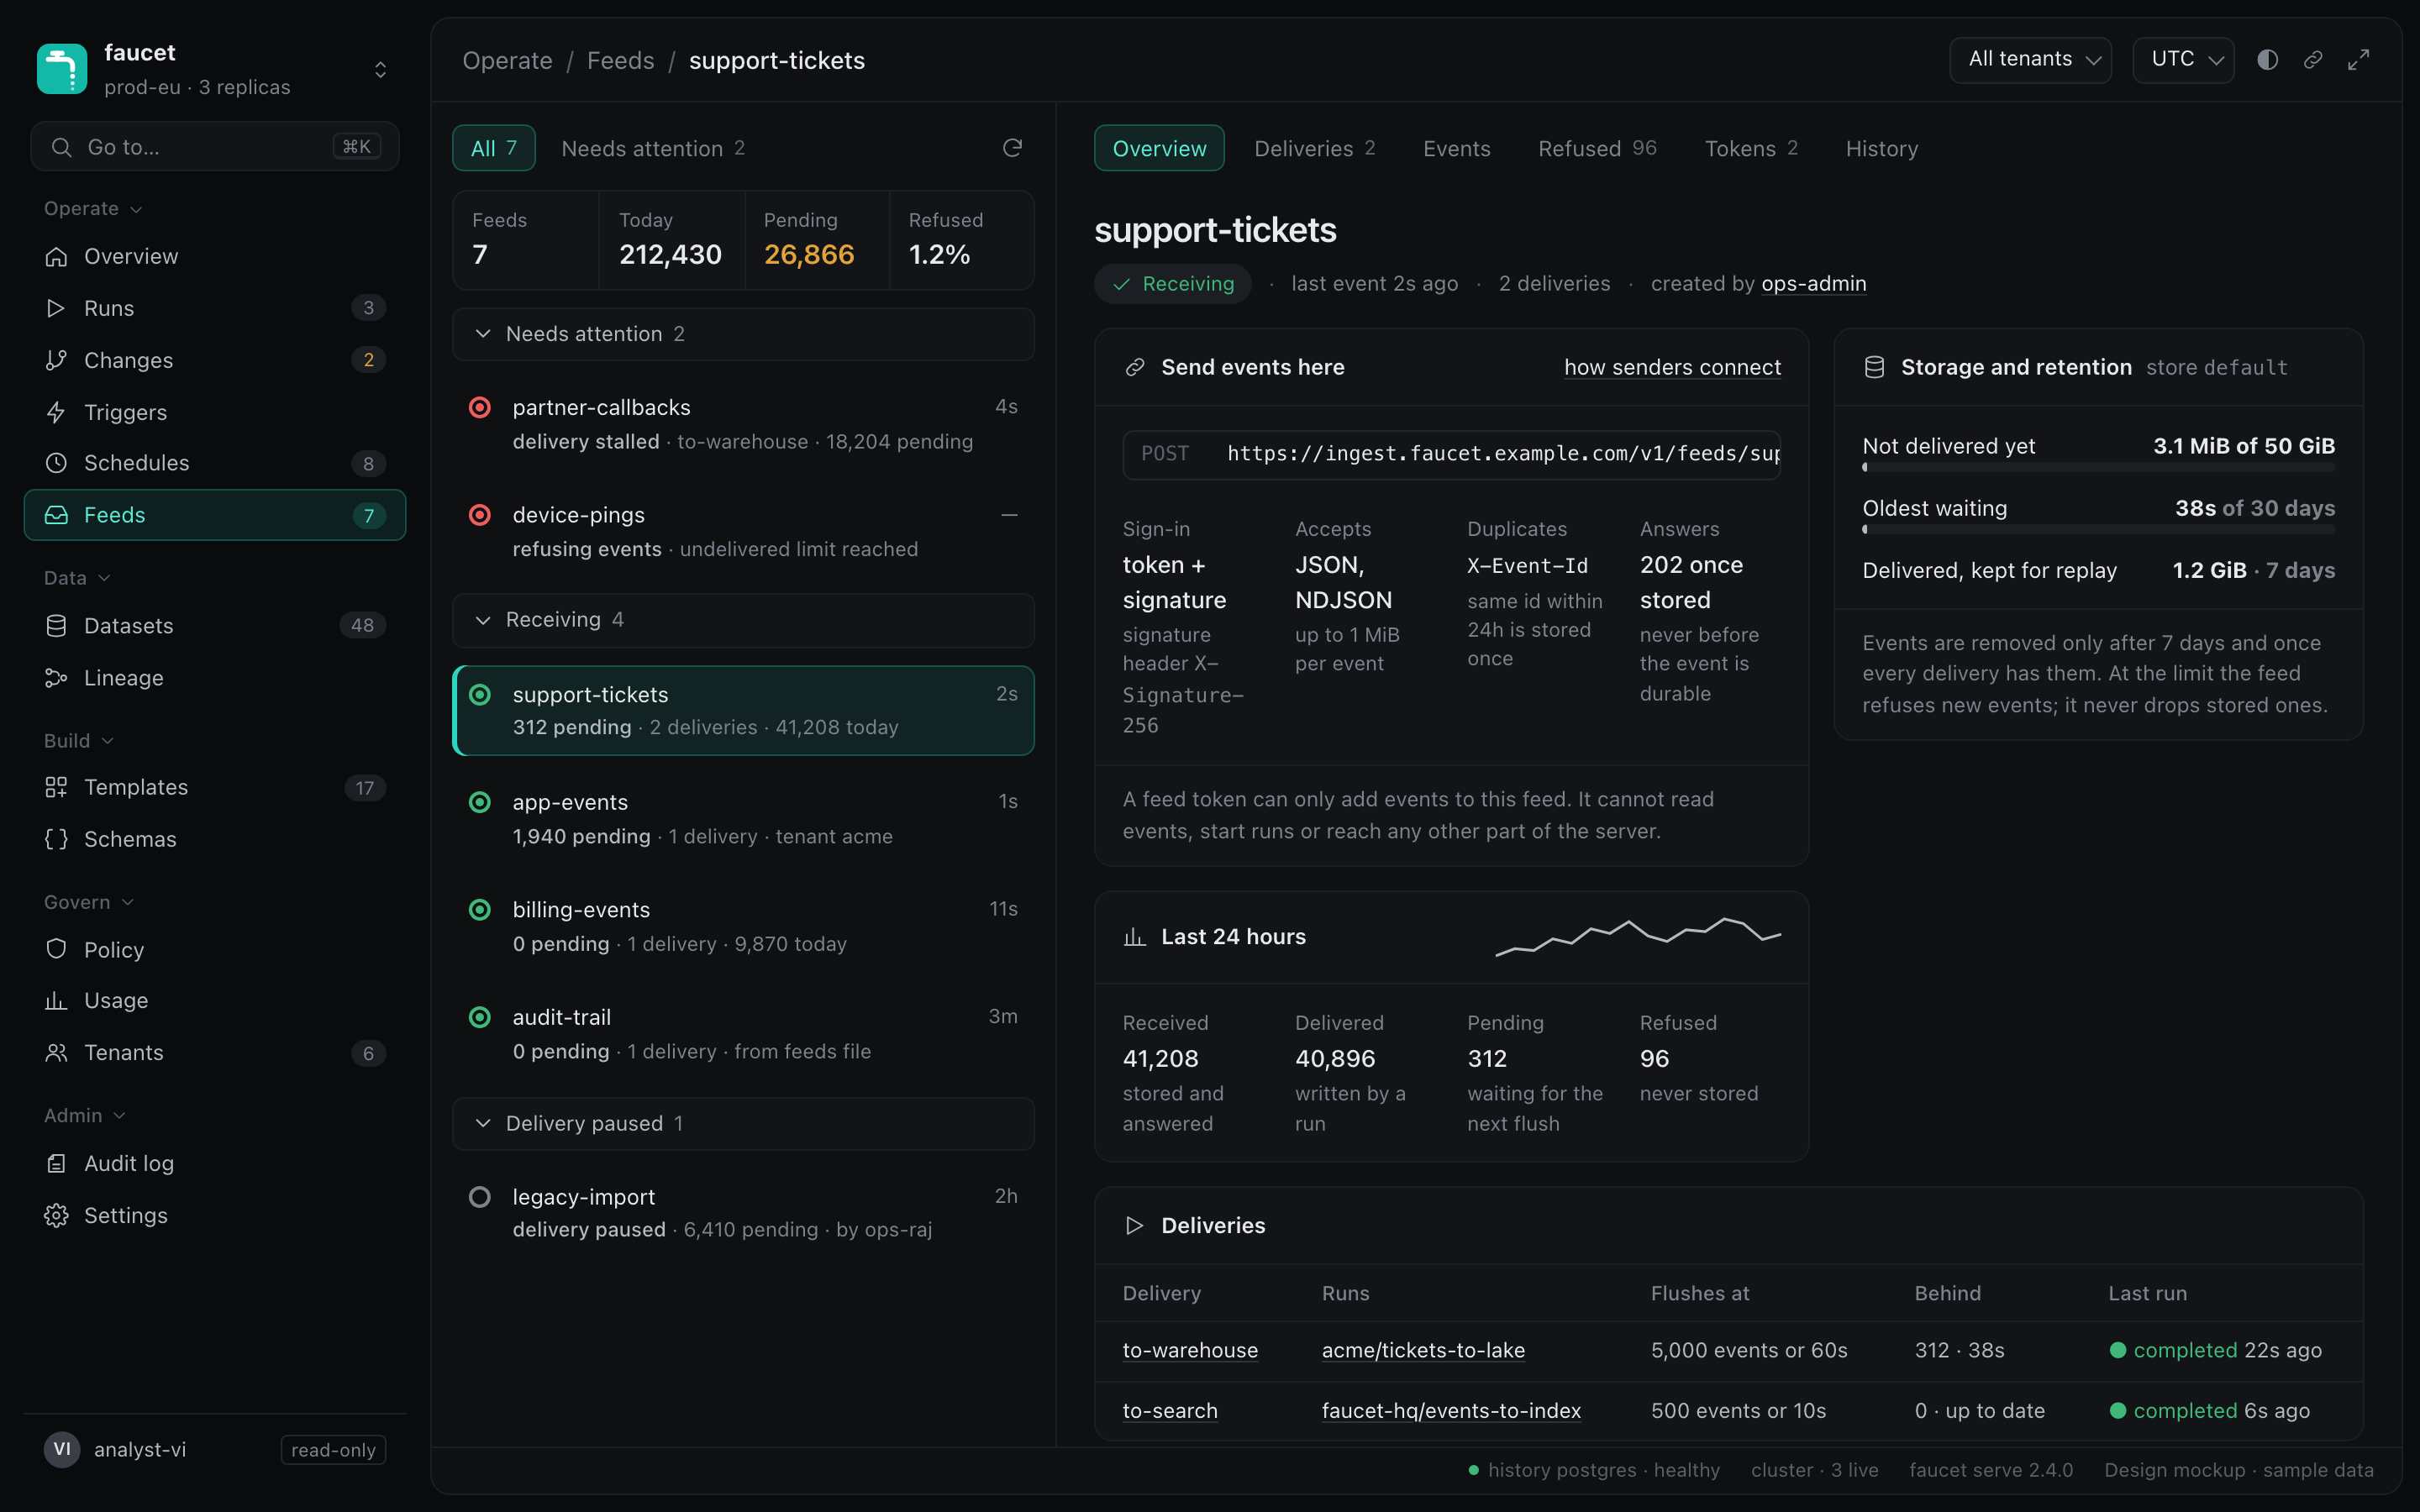 faucet
prod-eu · 3 replicas
Go to...
⌘K
Operate
Overview
Runs 3
Changes 2
Triggers
Schedules 8
Feeds 7
Data
Datasets 48
Lineage
Build
Templates 17
Schemas
Govern
Policy
Usage
Tenants 6
Admin
Audit log
Settings
VI analyst-vi read-only
Operate / Feeds / support-tickets
All tenants
UTC
All 7
Needs attention 2
Feeds
7
Today
212,430
Pending
26,866
Refused
1.2%
Needs attention 2
partner-callbacks 4s
delivery stalled · to-warehouse · 18,204 pending
device-pings —
refusing events · undelivered limit reached
Receiving 4
support-tickets 2s
312 pending · 2 deliveries · 41,208 today
app-events 1s
1,940 pending · 1 delivery · tenant acme
billing-events 11s
0 pending · 1 delivery · 9,870 today
audit-trail 3m
0 pending · 1 delivery · from feeds file
Delivery paused 1
legacy-import 2h
delivery paused · 6,410 pending · by ops-raj
Overview
Deliveries 2
Events
Refused 96
Tokens 2
History
support-tickets
Receiving · last event 2s ago · 2 deliveries · created by ops-admin
Send events here
how senders connect
POST https://ingest.faucet.example.com/v1/feeds/sup
Sign-in
token +
signature
signature
header X-
Signature-
256
Accepts
JSON,
NDJSON
up to 1 MiB
per event
Duplicates
X-Event-Id
same id within
24h is stored
once
Answers
202 once
stored
never before
the event is
durable
A feed token can only add events to this feed. It cannot read
events, start runs or reach any other part of the server.
Storage and retention store default
Not delivered yet 3.1 MiB of 50 GiB
Oldest waiting 38s of 30 days
Delivered, kept for replay 1.2 GiB · 7 days
Events are removed only after 7 days and once
every delivery has them. At the limit the feed
refuses new events; it never drops stored ones.
Last 24 hours
Received
41,208
stored and
answered
Delivered
40,896
written by a
run
Pending
312
waiting for the
next flush
Refused
96
never stored
Deliveries
Delivery Runs Flushes at Behind Last run
to-warehouse acme/tickets-to-lake 5,000 events or 60s 312 · 38s completed 22s ago
to-search faucet-hq/events-to-index 500 events or 10s 0 · up to date completed 6s ago
history postgres · healthy cluster · 3 live faucet serve 2.4.0 Design mockup · sample data